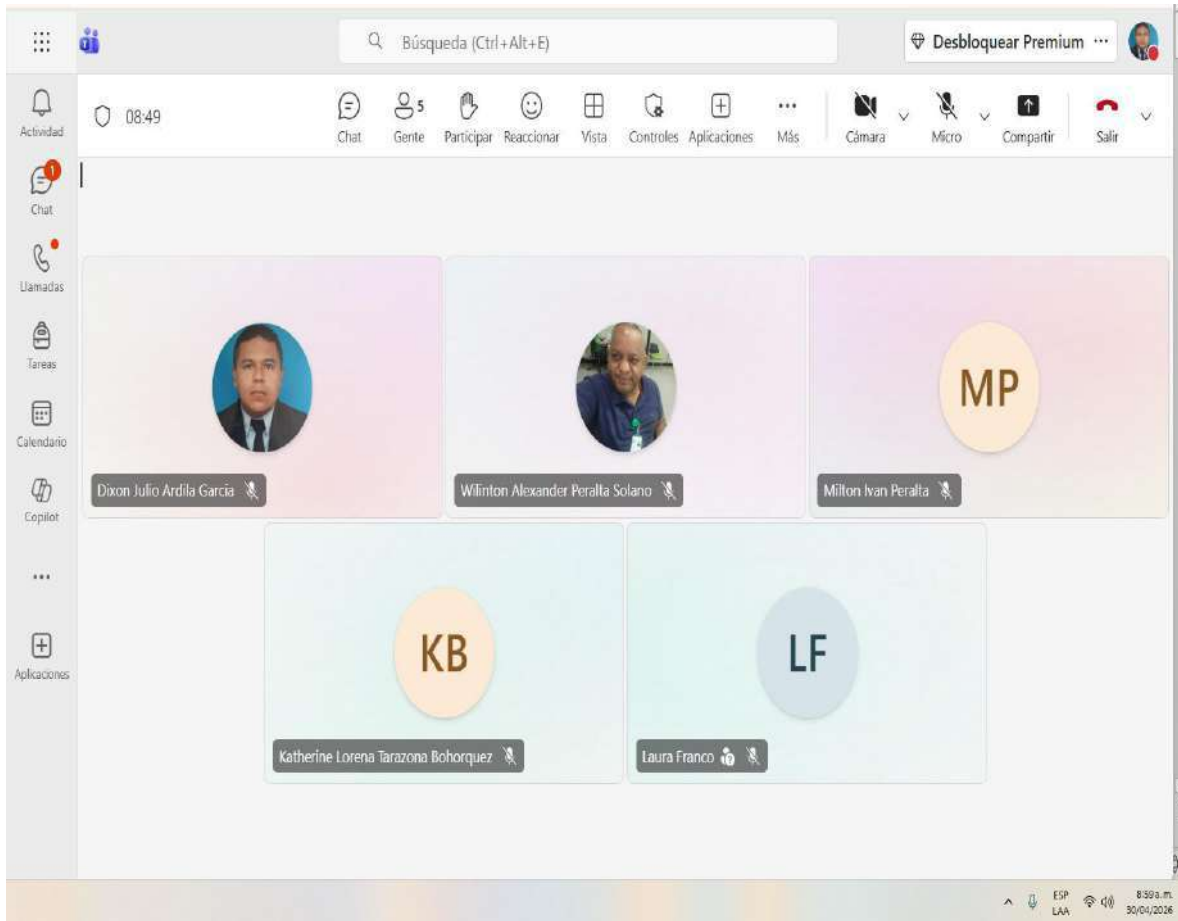 Búsqueda (Ctrl+Alt+E)
Desbloquear Premium ...
Actividad
08:49
Chat
5
Gente
Participar
Reaccionar
Vista
Controles
Aplicaciones
Más
Cámara
Micro
Compartir
Salir
1
Chat
Llamadas
Tareas
Calendario
Copilot
Aplicaciones
Dixon Julio Ardila Garcia
Wilinton Alexander Peralta Solano
MP
Milton Ivan Peralta
KB
Katherine Lorena Tarazona Bohorquez
LF
Laura Franco
ESP
LAA
8:59 a.m.
30/04/2026